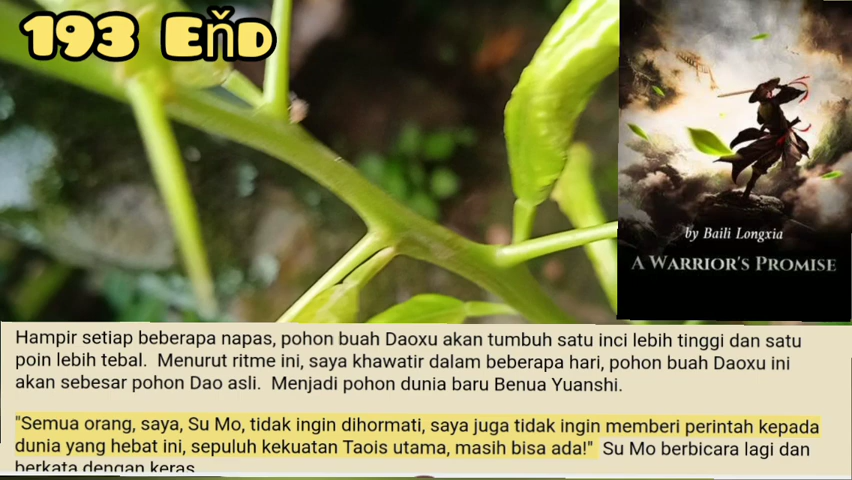 193 EňD
by Baili Longxia
A WARRIOR'S PROMISE
Hampir setiap beberapa napas, pohon buah Daoxu akan tumbuh satu inci lebih tinggi dan satu
poin lebih tebal. Menurut ritme ini, saya khawatir dalam beberapa hari, pohon buah Daoxu ini
akan sebesar pohon Dao asli. Menjadi pohon dunia baru Benua Yuanshi.
"Semua orang, saya, Su Mo, tidak ingin dihormati, saya juga tidak ingin memberi perintah kepada
dunia yang hebat ini, sepuluh kekuatan Taois utama, masih bisa ada!" Su Mo berbicara lagi dan
berkata dengan keras